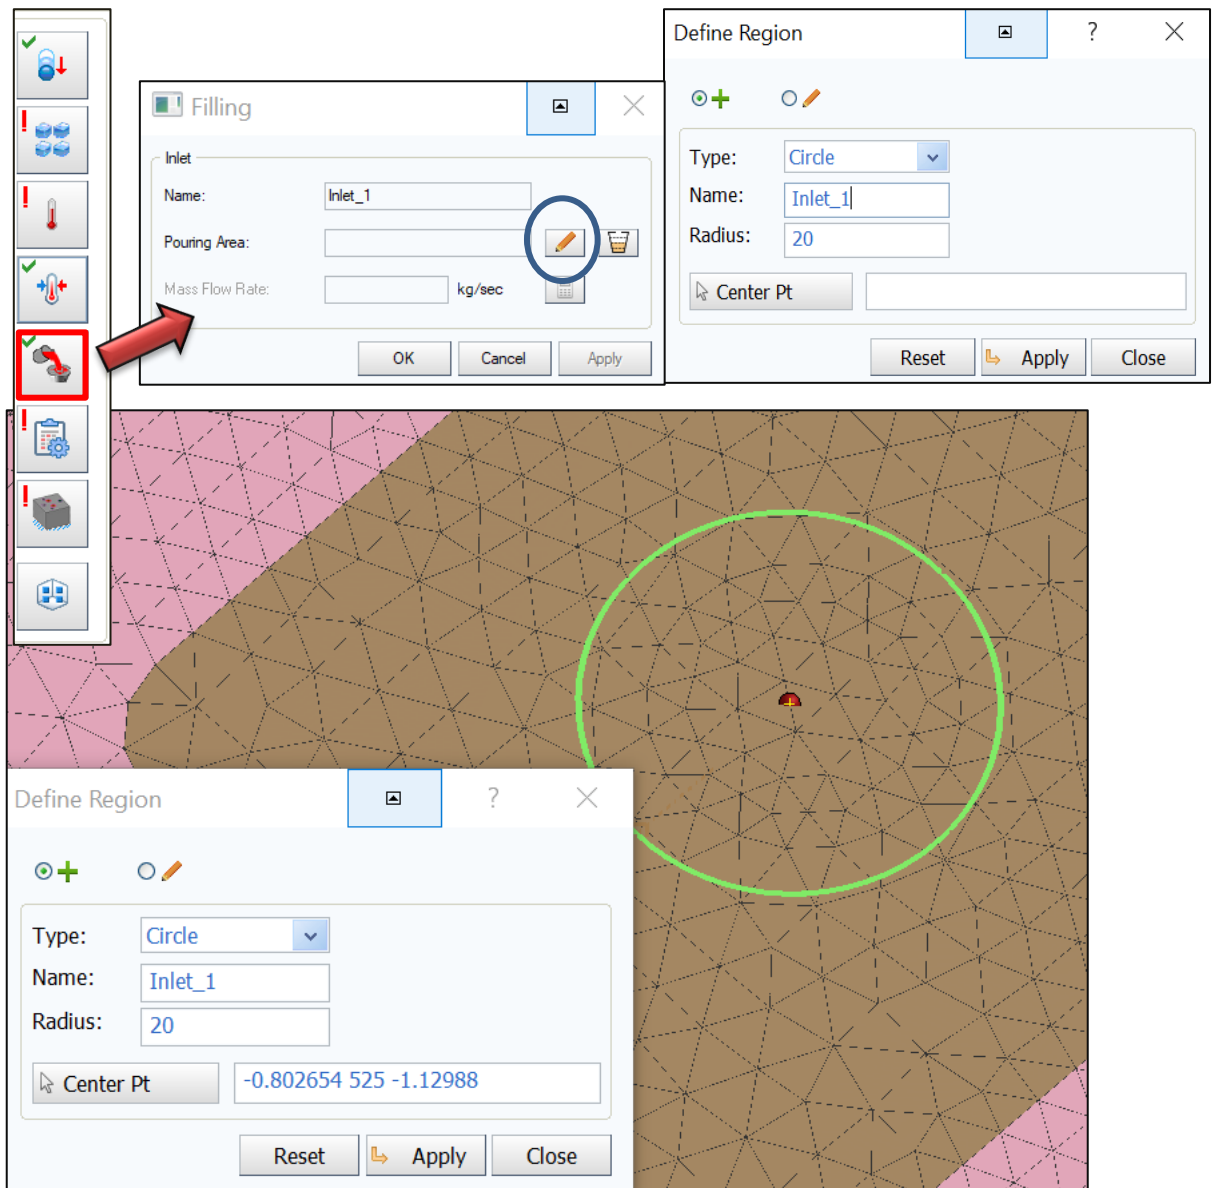 Define Region
?
Type:
Circle
Name:
Inlet_1
Radius:
20
Center Pt
Reset
Apply
Close
Filling
Inlet
Name:
Inlet_1
Pouring Area:
Mass Flow Rate:
kg/sec
OK
Cancel
Apply
Define Region
?
Type:
Circle
Name:
Inlet_1
Radius:
20
Center Pt
-0.802654 525 -1.12988
Reset
Apply
Close